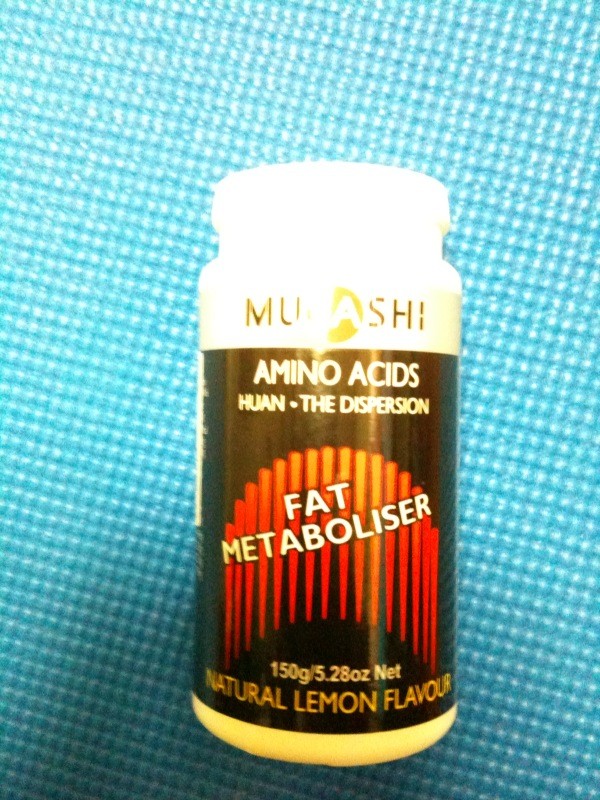 MUSASHI
AMINO ACIDS
HUAN • THE DISPERSION
FAT
METABOLISER
150g/5.28oz Net
NATURAL LEMON FLAVOUR